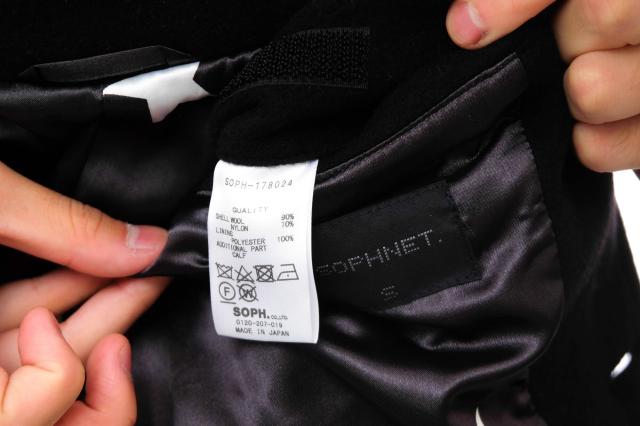 SOPH-178024
QUALITY
SHELL WOOL 90%
NYLON 10%
LINING
POLYESTER 100%
ADDITIONAL PART
CALF
F W
SOPH.CO.,LTD.
0120-207-019
MADE IN JAPAN
SOPHNET.
S